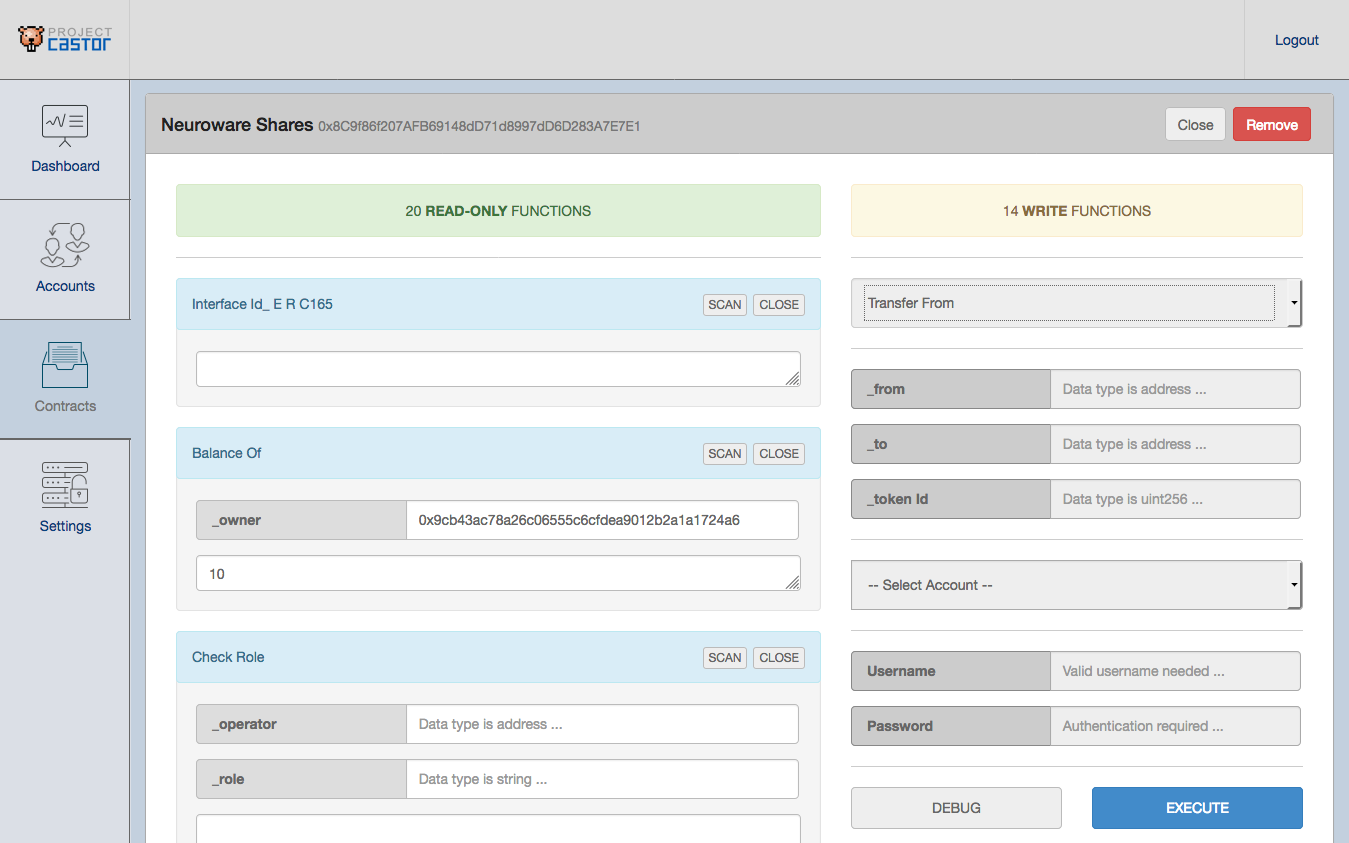 PROJECT
castor
Logout
Dashboard
Accounts
Contracts
Settings
Neuroware Shares 0x8C9f86f207AFB69148dD71d8997dD6D283A7E7E1
Close
Remove
20 READ-ONLY FUNCTIONS
Interface Id_ E R C165
SCAN
CLOSE
Balance Of
SCAN
CLOSE
_owner
0x9cb43ac78a26c06555c6cfdea9012b2a1a1724a6
10
Check Role
SCAN
CLOSE
_operator
Data type is address ...
_role
Data type is string ...
14 WRITE FUNCTIONS
Transfer From
_from
Data type is address ...
_to
Data type is address ...
_token Id
Data type is uint256 ...
-- Select Account --
Username
Valid username needed ...
Password
Authentication required ...
DEBUG
EXECUTE